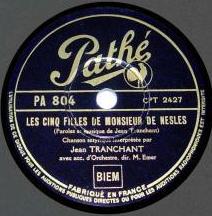 Pathé
PA 804
CPT 2427
LES CINQ FILLES DE MONSIEUR DE NESLES
(Paroles et musique de Jean Tranchant)
Chanson satyrique interprétée par
Jean TRANCHANT
avec acc. d'Orchestre, dir. M. Emer
BIEM
FABRIQUÉ EN FRANCE